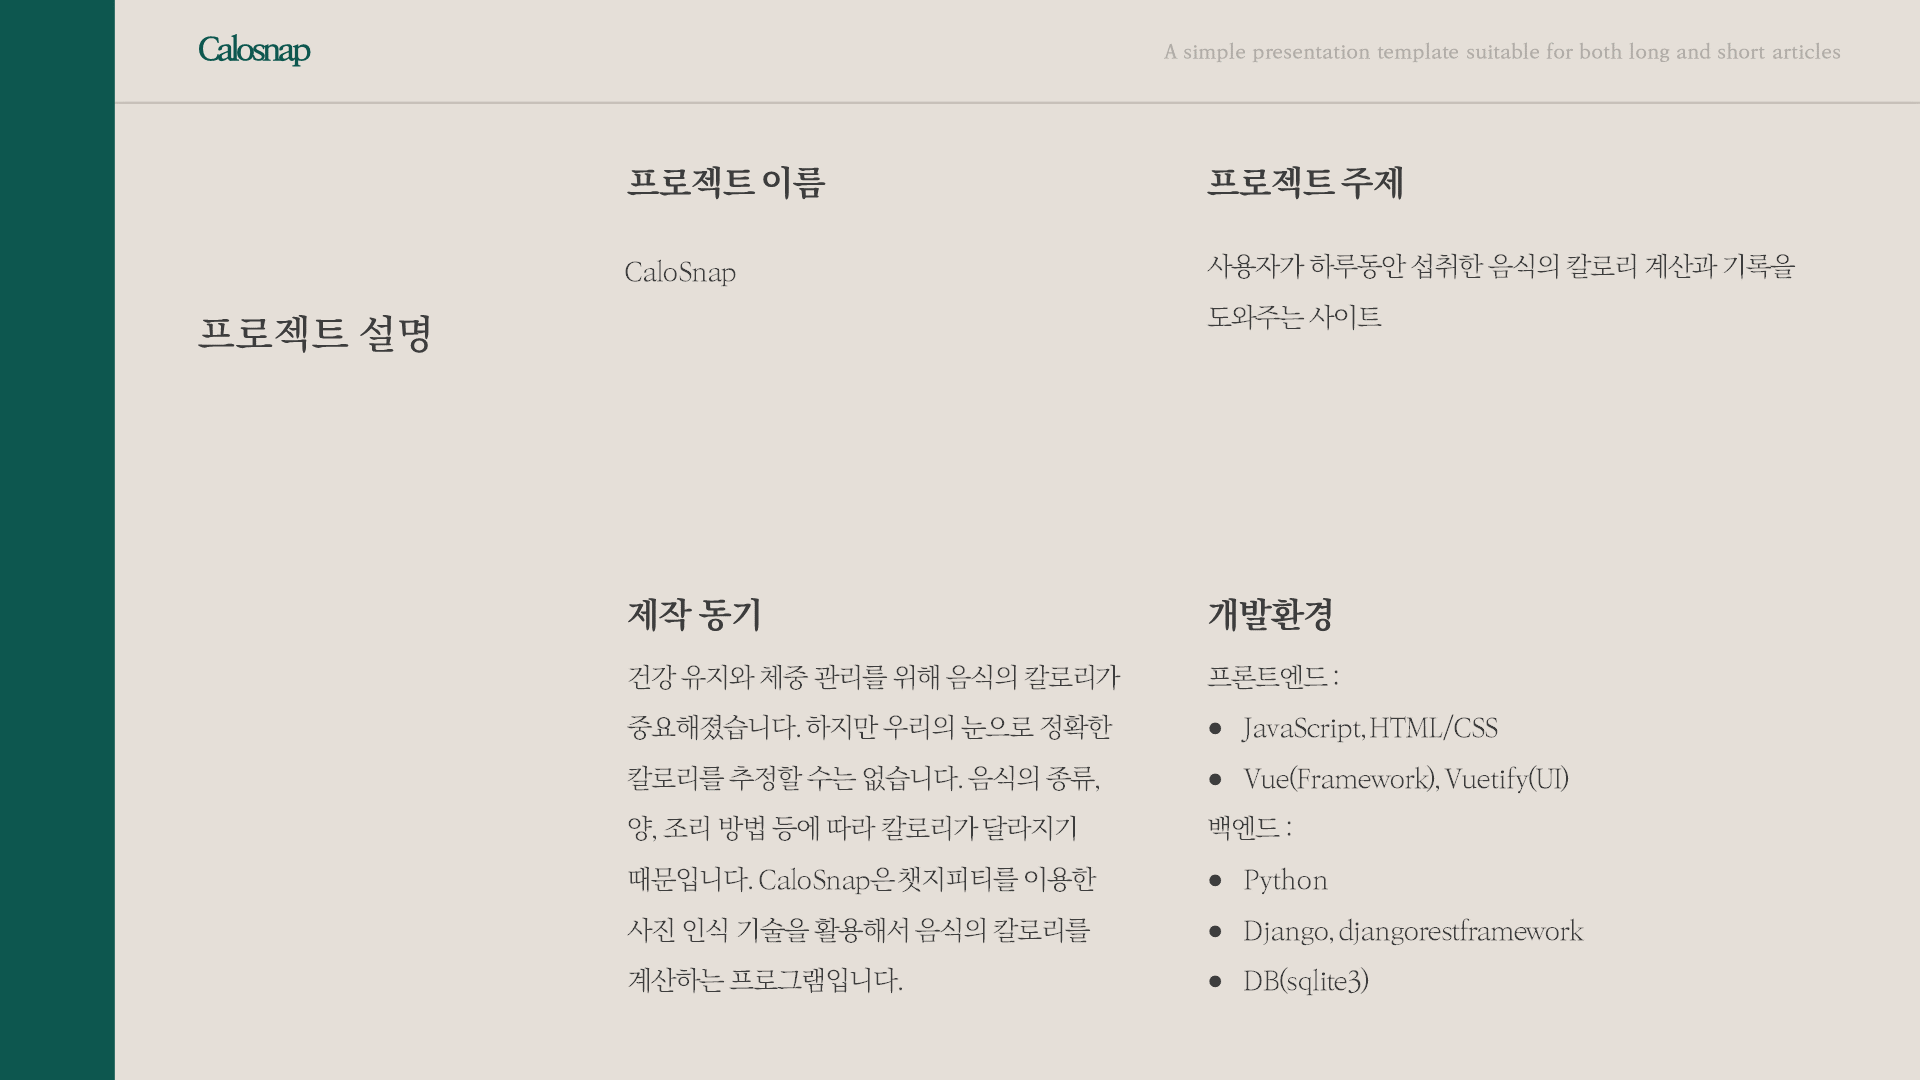 Calosnap
A simple presentation template suitable for both long and short articles
프로젝트 설명
프로젝트 이름
CaloSnap
프로젝트 주제
사용자가 하루동안 섭취한 음식의 칼로리 계산과 기록을
도와주는 사이트
제작 동기
건강 유지와 체중 관리를 위해 음식의 칼로리가
중요해졌습니다. 하지만 우리의 눈으로 정확한
칼로리를 추정할 수는 없습니다. 음식의 종류,
양, 조리 방법 등에 따라 칼로리가 달라지기
때문입니다. CaloSnap은 챗지피티를 이용한
사진 인식 기술을 활용해서 음식의 칼로리를
계산하는 프로그램입니다.
개발환경
프론트엔드 :
● JavaScript, HTML/CSS
● Vue(Framework), Vuetify(UI)
백엔드 :
● Python
● Django, djangorestframework
● DB(sqlite3)